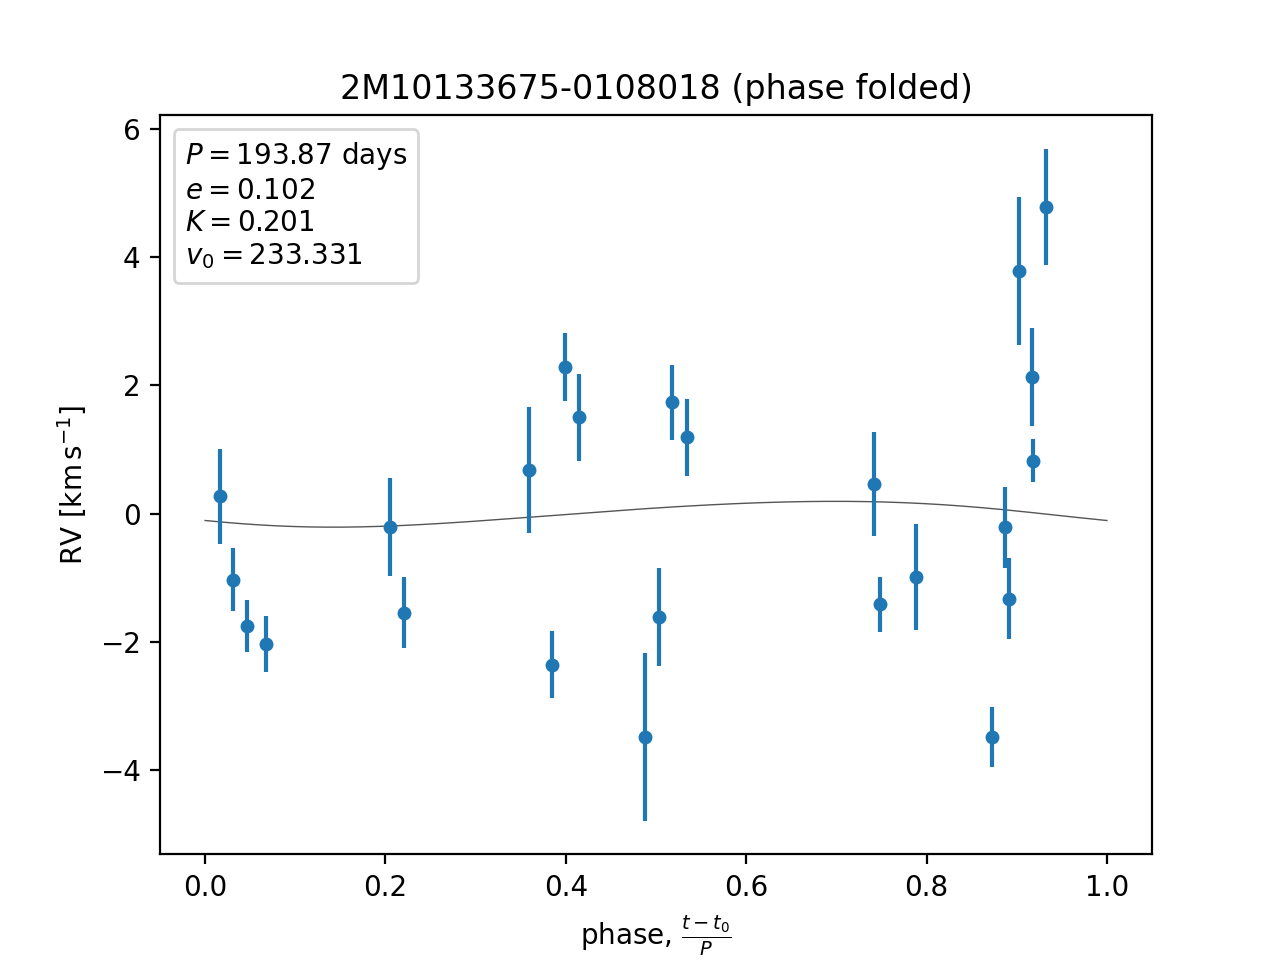 2M10133675-0108018 (phase folded)
P = 193.87 days
e = 0.102
K = 0.201
v₀ = 233.331
6
4
2
0
−2
−4
RV [km s⁻¹]
0.0 0.2 0.4 0.6 0.8 1.0
phase, (t − t₀)/P